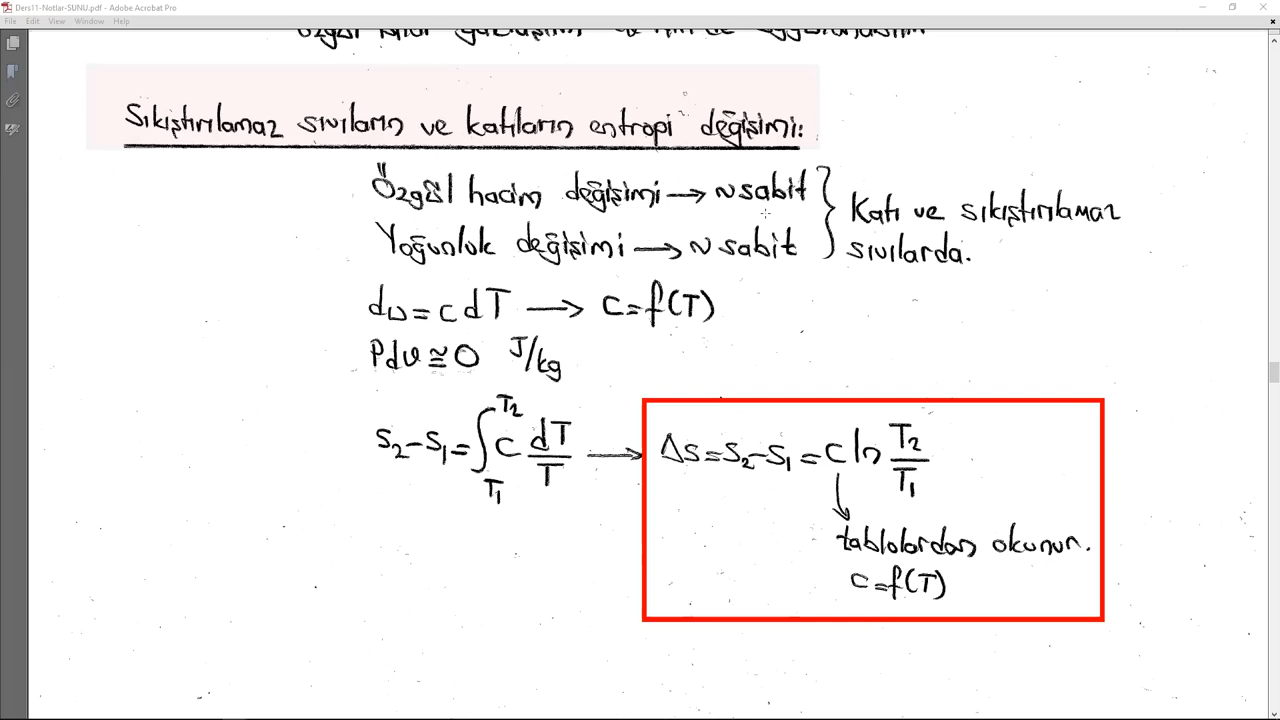 Ders11-Notlar-SUNU.pdf - Adobe Acrobat Pro
File Edit View Window Help
Sıkıştırılamaz sıvıların ve katıların entropi değişimi:
Özgül hacim değişimi → ~ sabit
Yoğunluk değişimi → ~ sabit
Katı ve sıkıştırılamaz
sıvılarda.
du = c dT → c = f(T)
Pdv ≅ 0 J/kg
s₂ - s₁ = ∫_{T₁}^{T₂} c dT/T → Δs = s₂ - s₁ = c ln T₂/T₁
tablolardan okunur.
c = f(T)